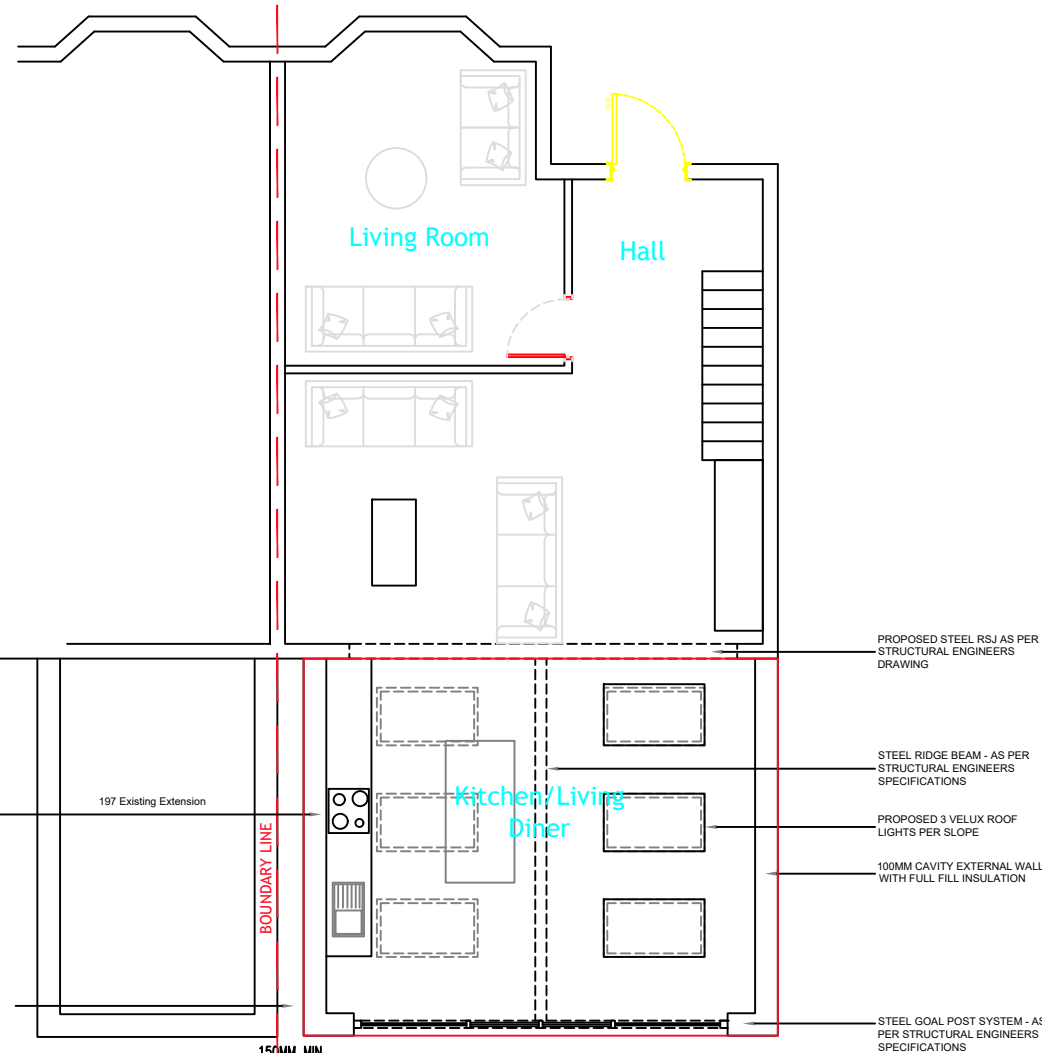 Living Room
Hall
PROPOSED STEEL RSJ AS PER
STRUCTURAL ENGINEERS
DRAWING
STEEL RIDGE BEAM - AS PER
STRUCTURAL ENGINEERS
SPECIFICATIONS
197 Existing Extension
Kitchen/Living
Diner
PROPOSED 3 VELUX ROOF
LIGHTS PER SLOPE
100MM CAVITY EXTERNAL WALL
WITH FULL FILL INSULATION
BOUNDARY LINE
STEEL GOAL POST SYSTEM - AS
PER STRUCTURAL ENGINEERS
SPECIFICATIONS
150MM MIN